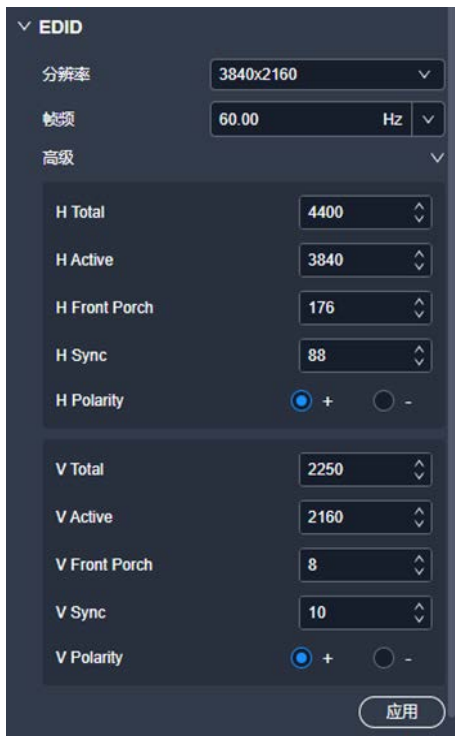 EDID
分辨率 3840x2160
帧频 60.00 Hz
高级
H Total 4400
H Active 3840
H Front Porch 176
H Sync 88
H Polarity + -
V Total 2250
V Active 2160
V Front Porch 8
V Sync 10
V Polarity + -
应用